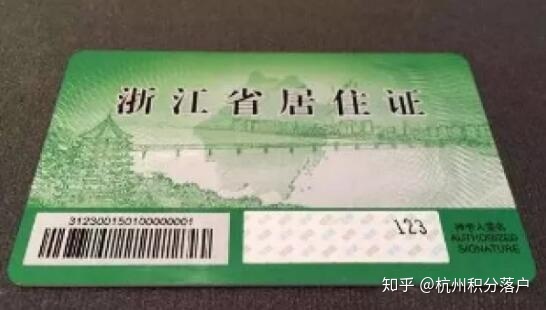 浙江省居住证
312300150100000001
123
持卡人签名
AUTHORIZED
SIGNATURE
知乎 @杭州积分落户